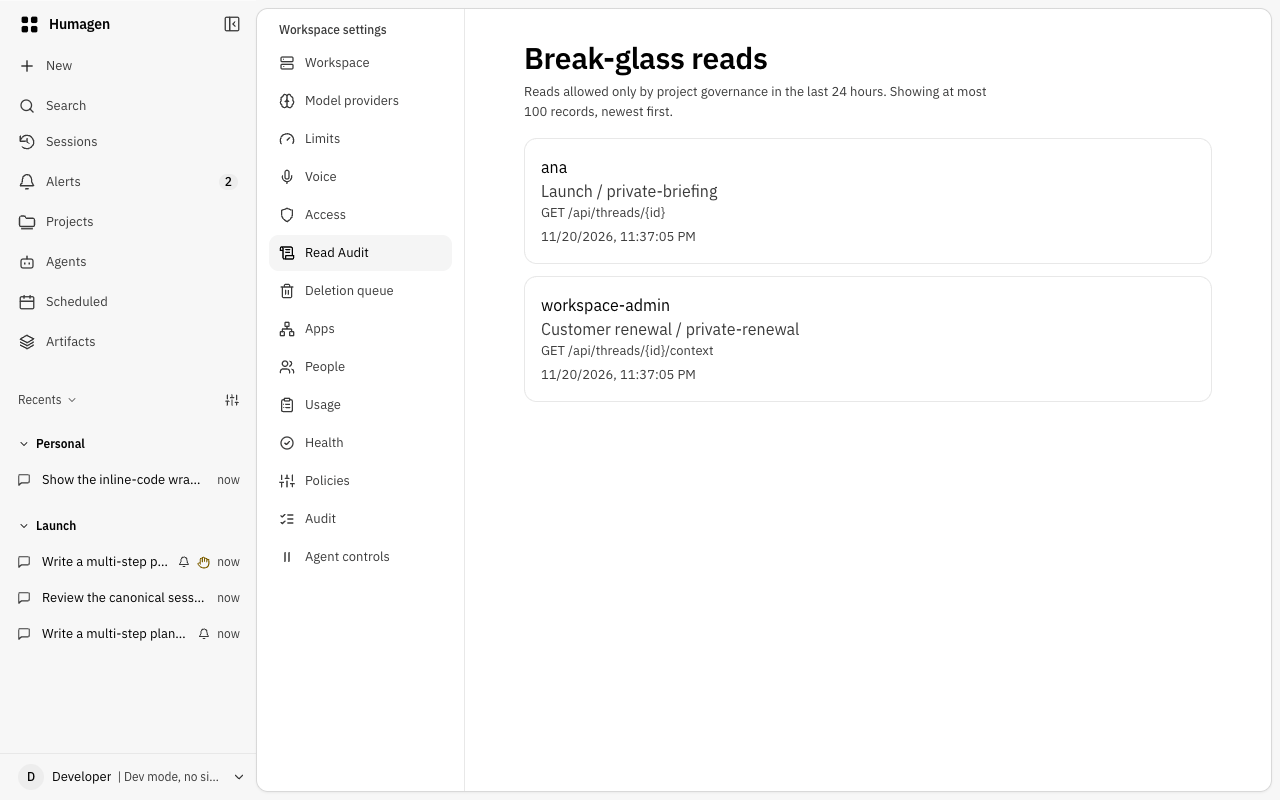 Humagen
New
Search
Sessions
Alerts 2
Projects
Agents
Scheduled
Artifacts
Recents
Personal
Show the inline-code wra... now
Launch
Write a multi-step p... now
Review the canonical sess... now
Write a multi-step plan... now
D Developer | Dev mode, no si...
Workspace settings
Workspace
Model providers
Limits
Voice
Access
Read Audit
Deletion queue
Apps
People
Usage
Health
Policies
Audit
Agent controls
Break-glass reads
Reads allowed only by project governance in the last 24 hours. Showing at most
100 records, newest first.
ana
Launch / private-briefing
GET /api/threads/{id}
11/20/2026, 11:37:05 PM
workspace-admin
Customer renewal / private-renewal
GET /api/threads/{id}/context
11/20/2026, 11:37:05 PM